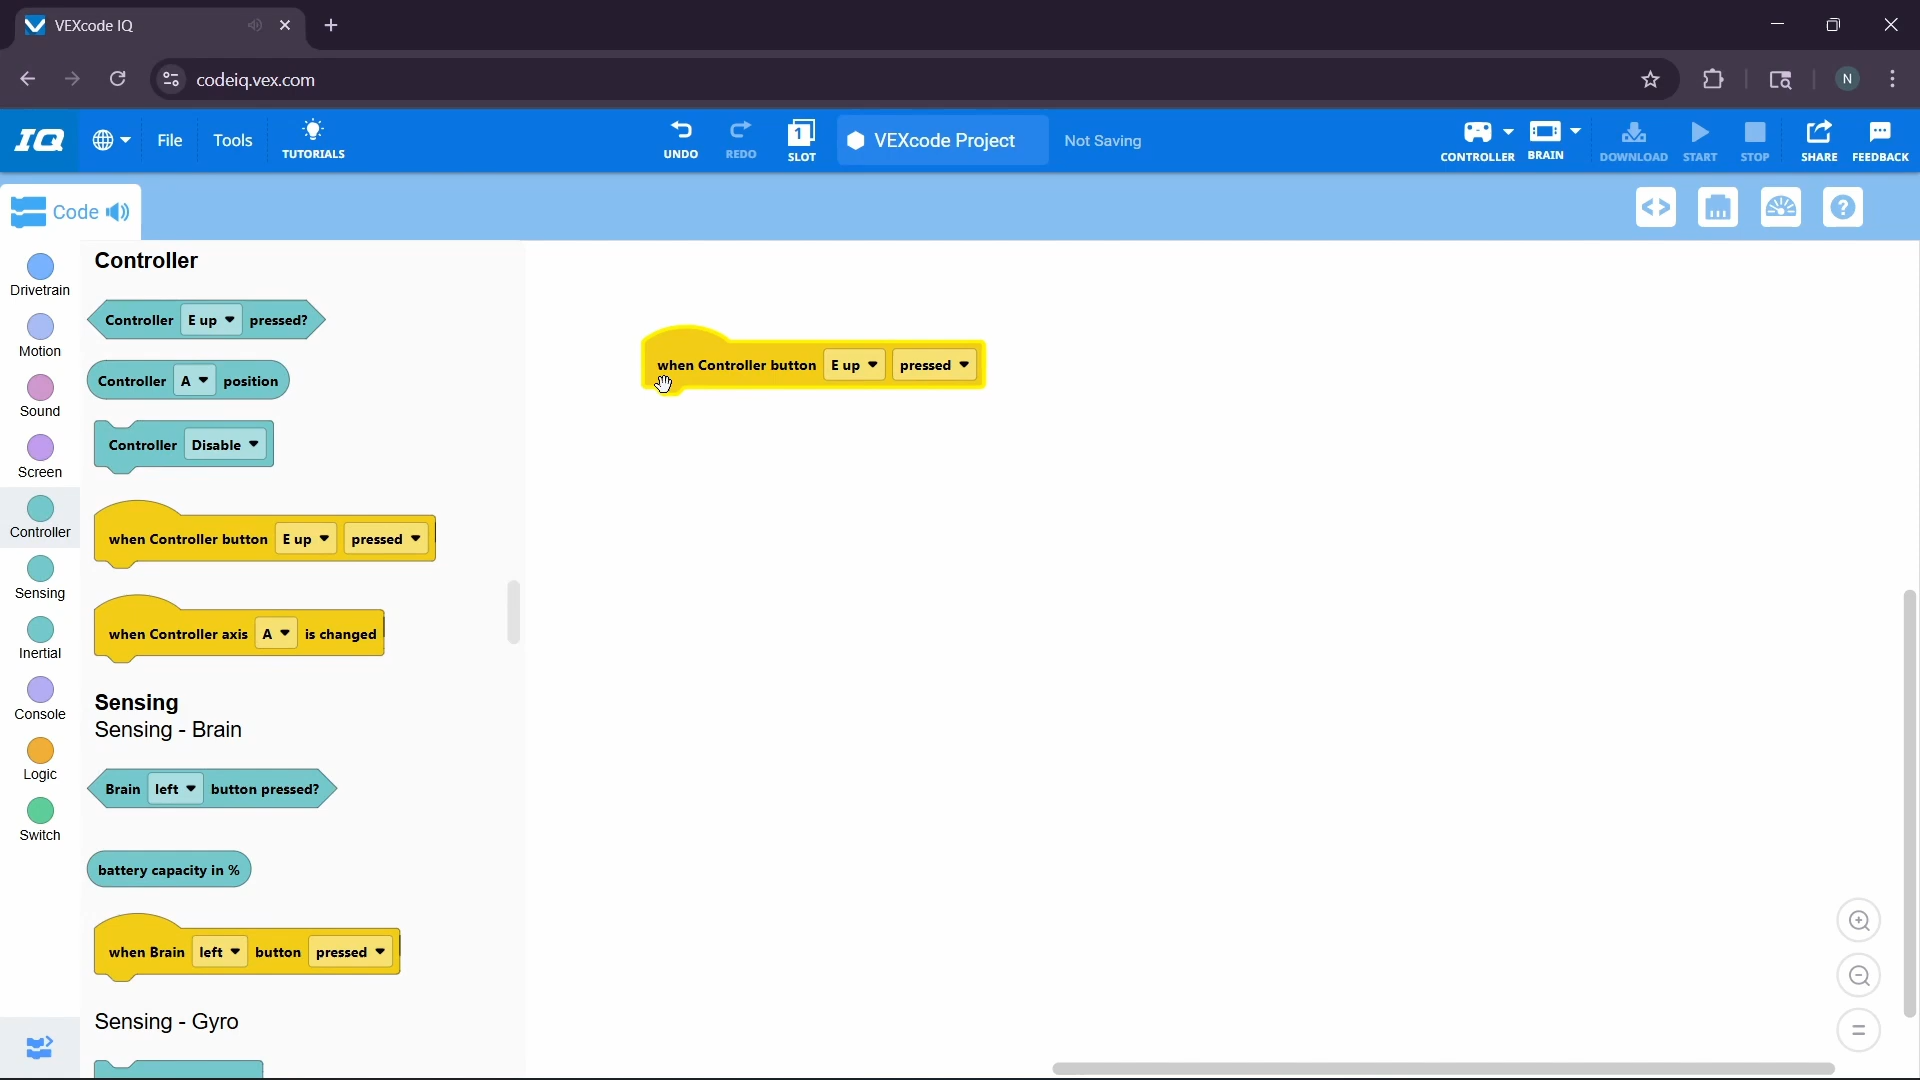 VEXcode IQ
codeiq.vex.com
N
IQ
File
Tools
TUTORIALS
UNDO
REDO
1
SLOT
VEXcode Project
Not Saving
CONTROLLER
BRAIN
DOWNLOAD
START
STOP
SHARE
FEEDBACK
Code
Drivetrain
Motion
Sound
Screen
Controller
Sensing
Inertial
Console
Logic
Switch
Controller
Controller E up pressed?
Controller A position
Controller Disable
when Controller button E up pressed
when Controller axis A is changed
Sensing
Sensing - Brain
Brain left button pressed?
battery capacity in %
when Brain left button pressed
Sensing - Gyro
when Controller button E up pressed